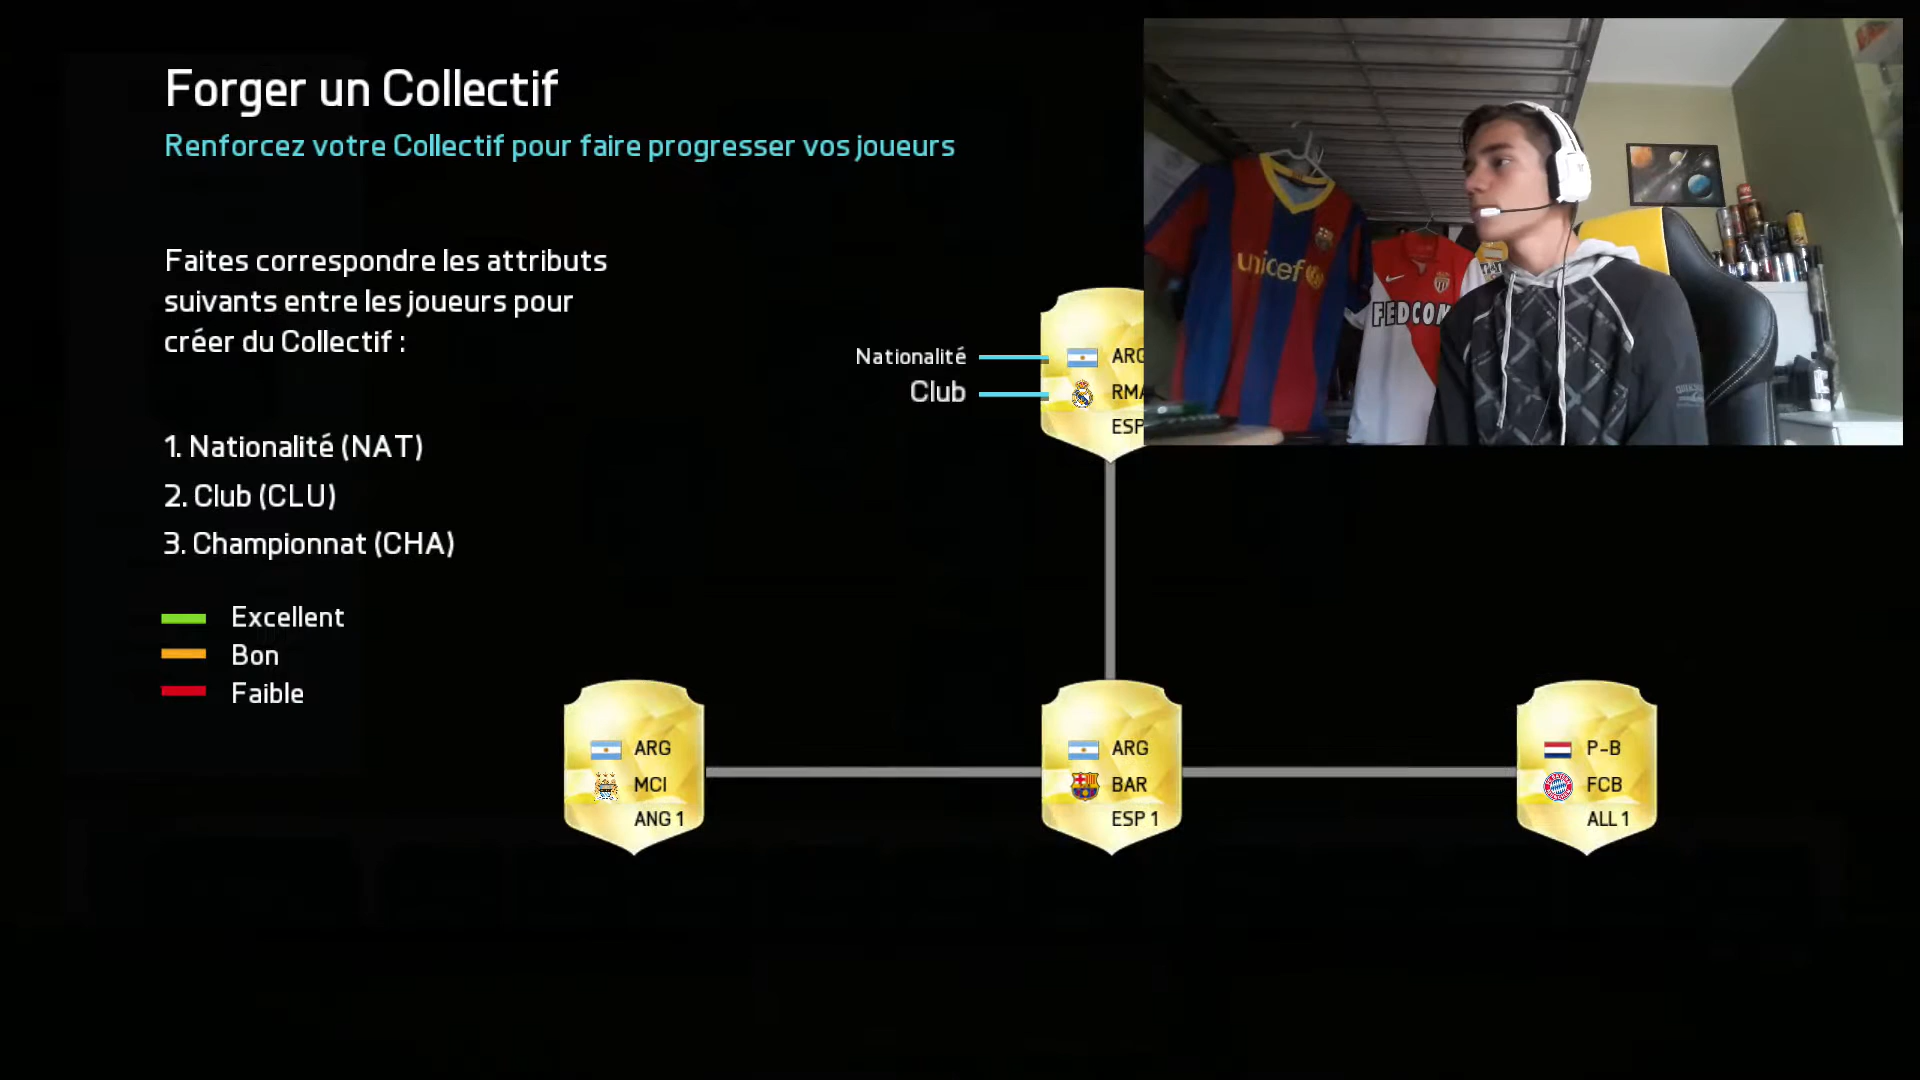 Forger un Collectif
Renforcez votre Collectif pour faire progresser vos joueurs
Faites correspondre les attributs
suivants entre les joueurs pour
créer du Collectif :
1. Nationalité (NAT)
2. Club (CLU)
3. Championnat (CHA)
Excellent
Bon
Faible
Nationalité
Club
ARG
RMA
ESP
unicef
FEDCOM
ARG
MCI
ANG 1
ARG
BAR
ESP 1
P-B
FCB
ALL 1